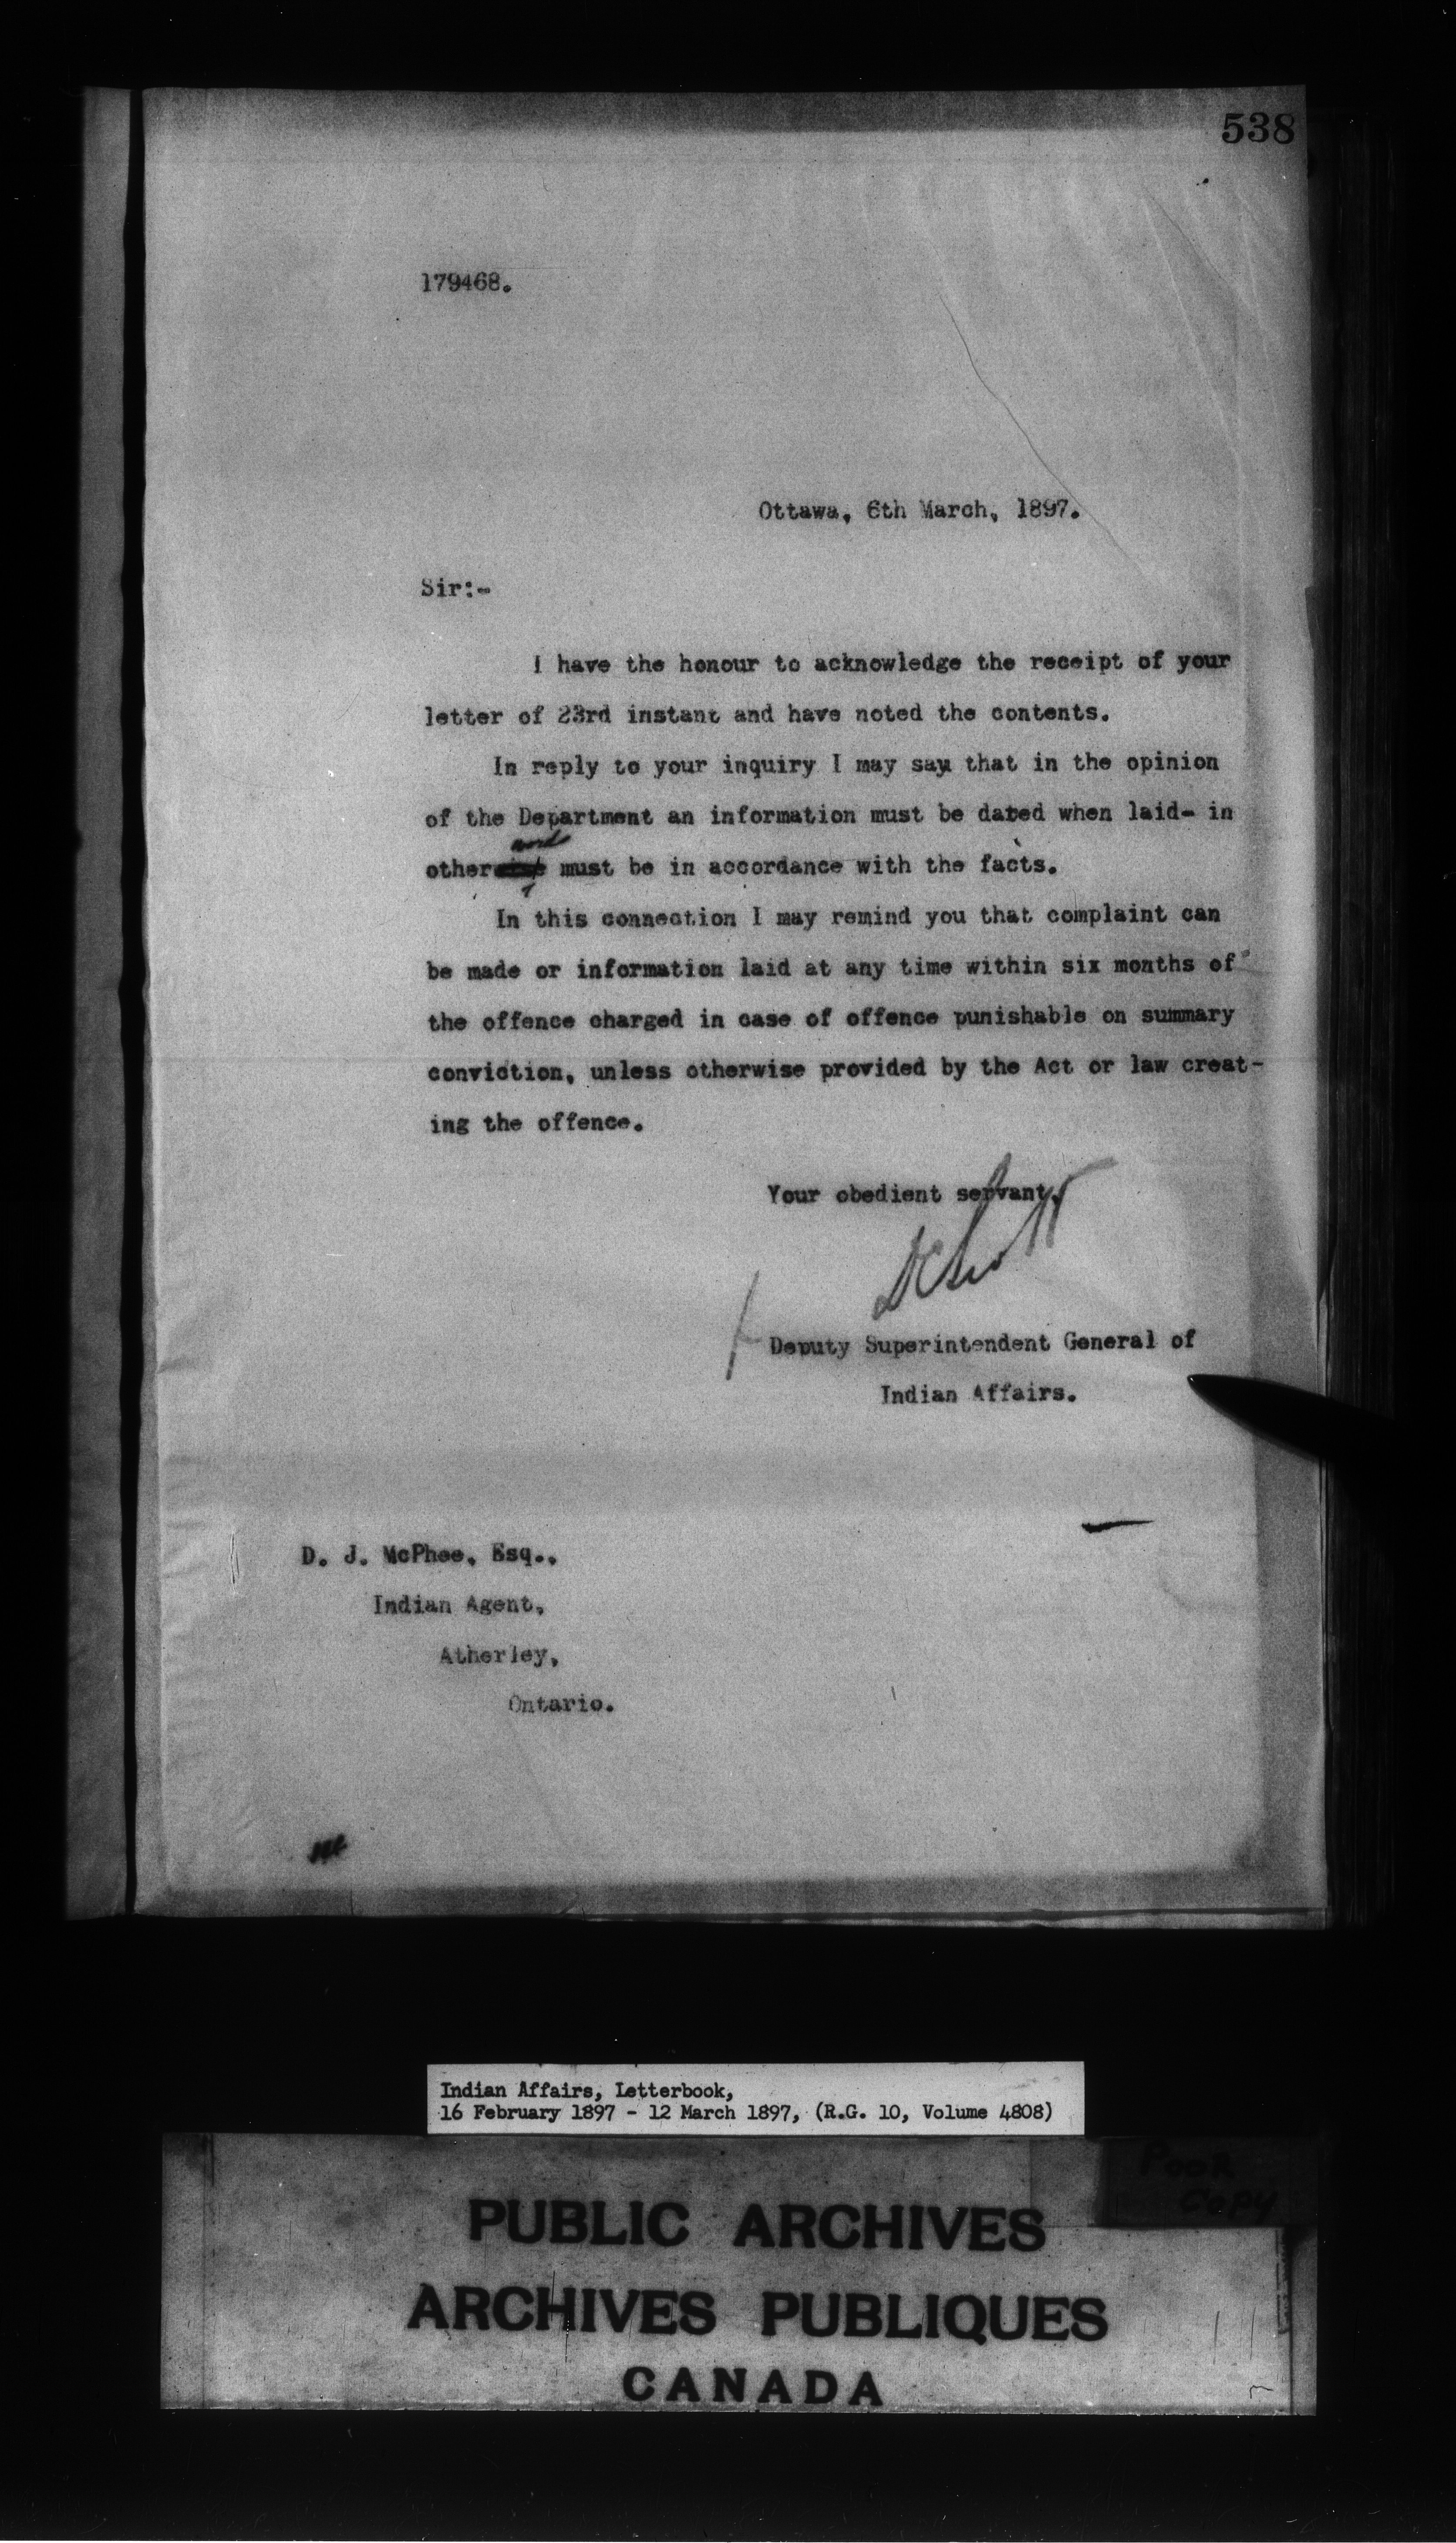 538
179468.
Ottawa, 6th March, 1897.
Sir:-
I have the honour to acknowledge the receipt of your
letter of 23rd instant and have noted the contents.
In reply to your inquiry I may say that in the opinion
of the Department an information must be dated when laid- in
and
other must be in accordance with the facts.
In this connection I may remind you that complaint can
be made or information laid at any time within six months of
the offence charged in case of offence punishable on summary
conviction, unless otherwise provided by the Act or law creat-
ing the offence.
Your obedient servant,
DCScott
Deputy Superintendent General of
Indian Affairs.
D. J. McPhee, Esq.,
Indian Agent,
Atherley,
Ontario.
Indian Affairs, Letterbook,
16 February 1897 - 12 March 1897, (R.G. 10, Volume 4808)
Poor
Copy
PUBLIC ARCHIVES
ARCHIVES PUBLIQUES
CANADA